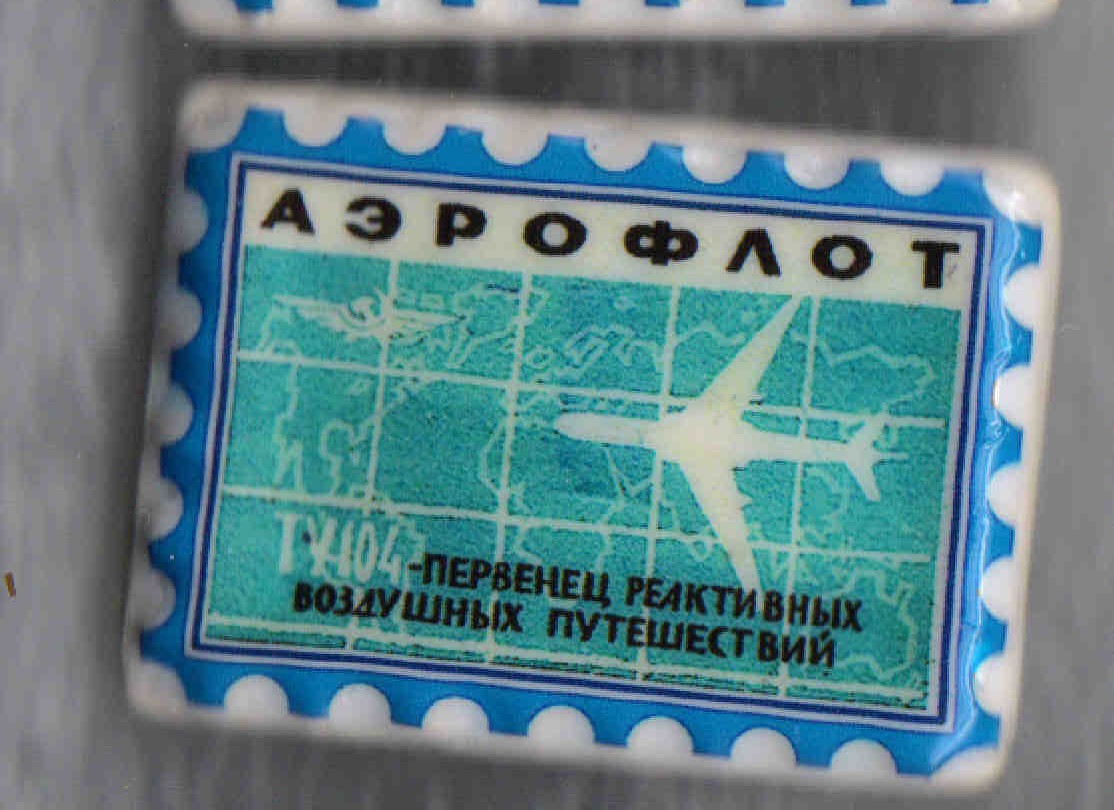 АЭРОФЛОТ
ТУ-104-ПЕРВЕНЕЦ РЕАКТИВНЫХ
ВОЗДУШНЫХ ПУТЕШЕСТВИЙ